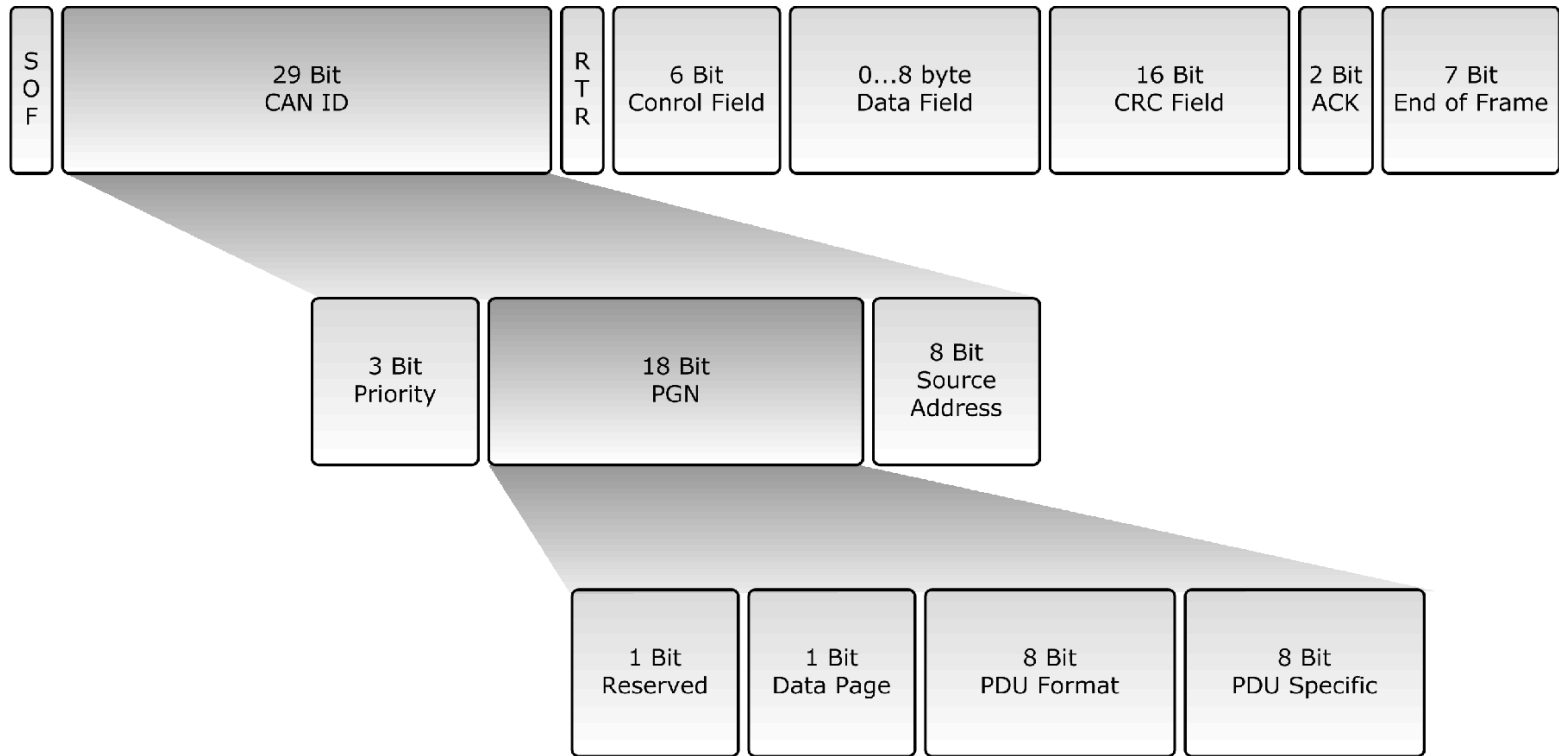 SOF
29 Bit
CAN ID
RTR
6 Bit
Conrol Field
0...8 byte
Data Field
16 Bit
CRC Field
2 Bit
ACK
7 Bit
End of Frame
3 Bit
Priority
18 Bit
PGN
8 Bit
Source
Address
1 Bit
Reserved
1 Bit
Data Page
8 Bit
PDU Format
8 Bit
PDU Specific